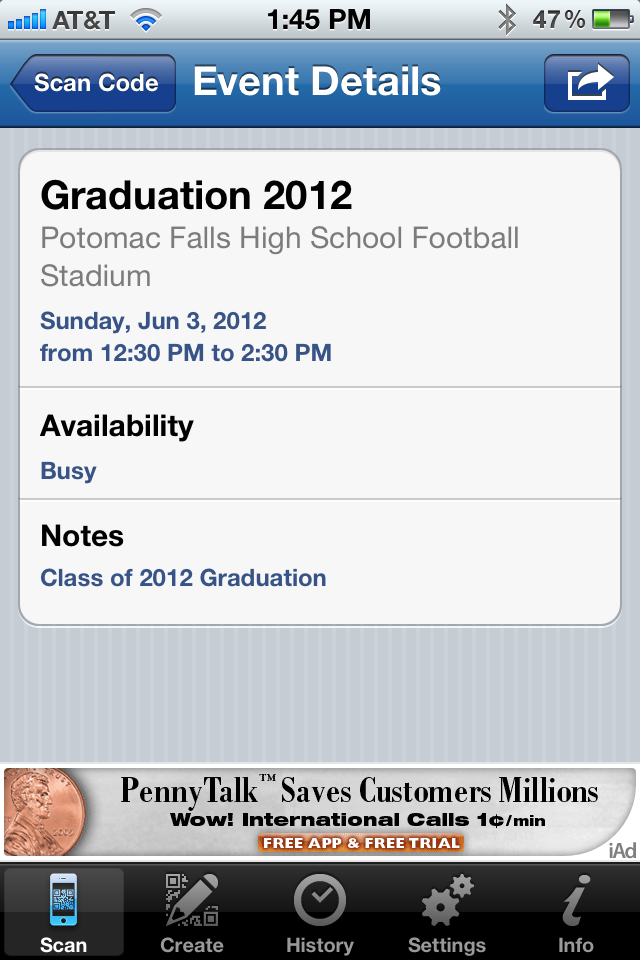 AT&T 1:45 PM 47%
Scan Code Event Details
Graduation 2012
Potomac Falls High School Football
Stadium
Sunday, Jun 3, 2012
from 12:30 PM to 2:30 PM
Availability
Busy
Notes
Class of 2012 Graduation
PennyTalk™ Saves Customers Millions
Wow! International Calls 1¢/min
FREE APP & FREE TRIAL
iAd
Scan Create History Settings Info